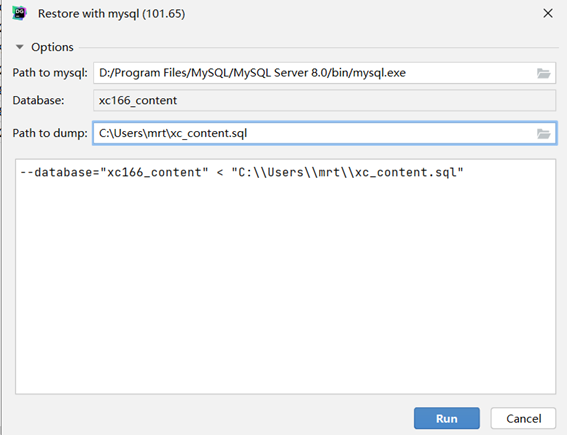 DG
Restore with mysql (101.65)
Options
Path to mysql: D:/Program Files/MySQL/MySQL Server 8.0/bin/mysql.exe
Database: xc166_content
Path to dump: C:\Users\mrt\xc_content.sql
--database="xc166_content" < "C:\\Users\\mrt\\xc_content.sql"
Run Cancel